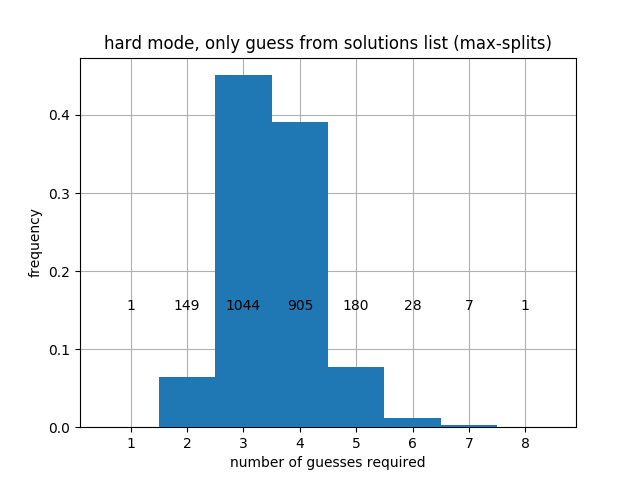 hard mode, only guess from solutions list (max-splits)
0.4
0.3
0.2
0.1
0.0
frequency
1 149 1044 905 180 28 7 1
1 2 3 4 5 6 7 8
number of guesses required